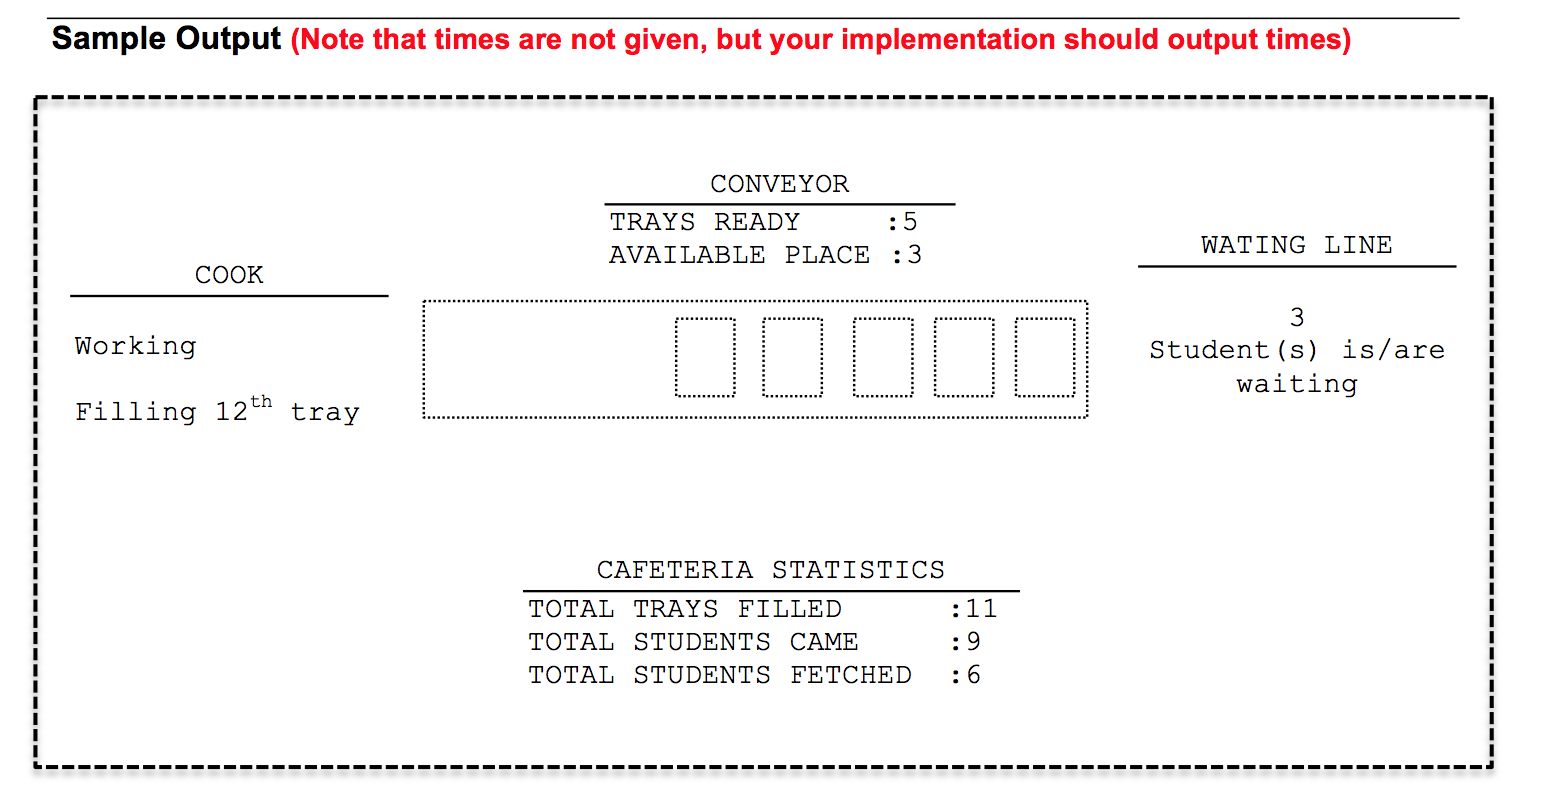 Sample Output (Note that times are not given, but your implementation should output times)
CONVEYOR
TRAYS READY :5
AVAILABLE PLACE :3
COOK
Working
Filling 12th tray
WATING LINE
3
Student(s) is/are
waiting
CAFETERIA STATISTICS
TOTAL TRAYS FILLED :11
TOTAL STUDENTS CAME :9
TOTAL STUDENTS FETCHED :6